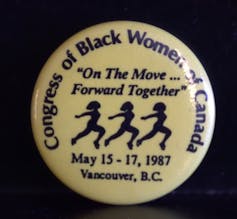 Congress of Black Women of Canada
"On The Move ...
Forward Together"
May 15 - 17, 1987
Vancouver, B.C.